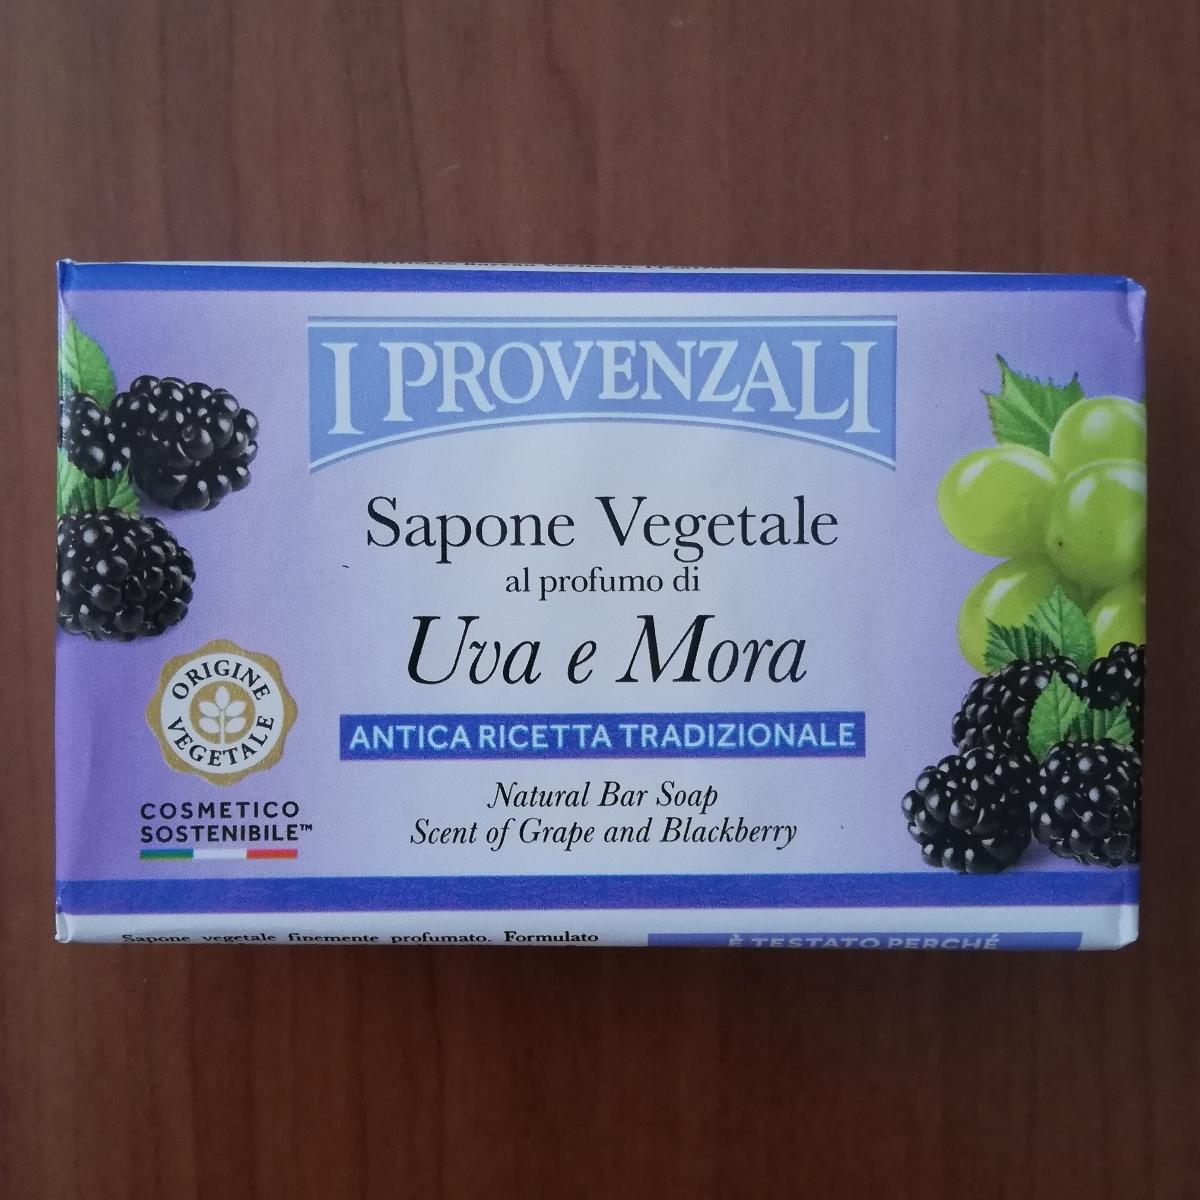 I PROVENZALI
Sapone Vegetale
al profumo di
Uva e Mora
ANTICA RICETTA TRADIZIONALE
Natural Bar Soap
Scent of Grape and Blackberry
ORIGINE
VEGETALE
COSMETICO
SOSTENIBILE™
Sapone vegetale finemente profumato. Formulato
È TESTATO PERCHÉ